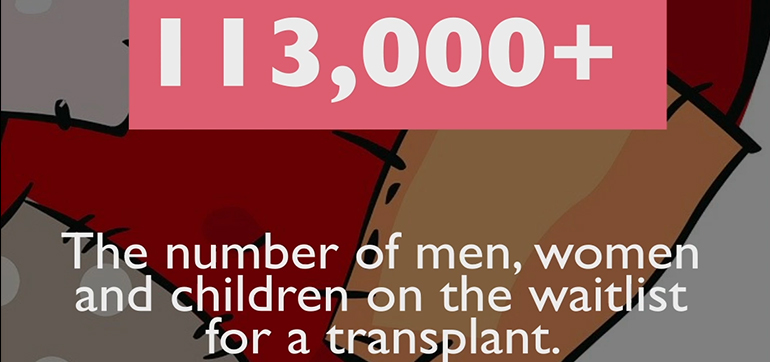 113,000+
The number of men, women
and children on the waitlist
for a transplant.